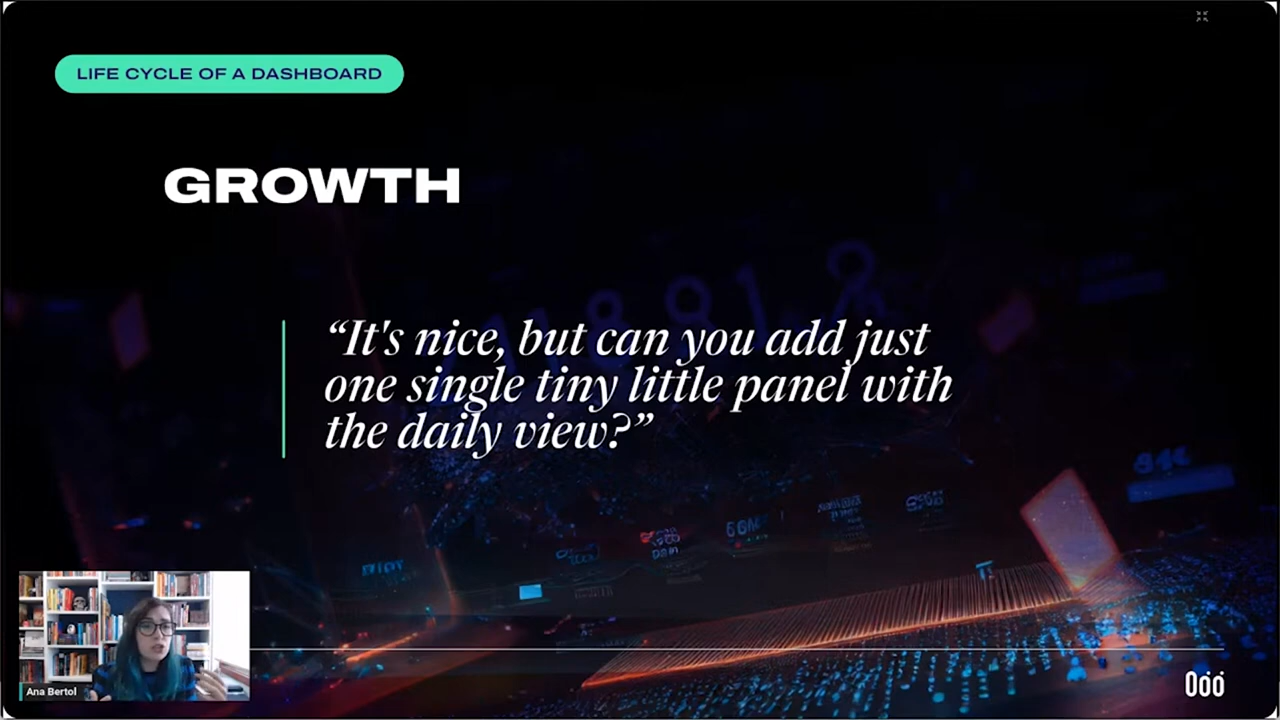 LIFE CYCLE OF A DASHBOARD
GROWTH
“It's nice, but can you add just
one single tiny little panel with
the daily view?”
Ana Bertol